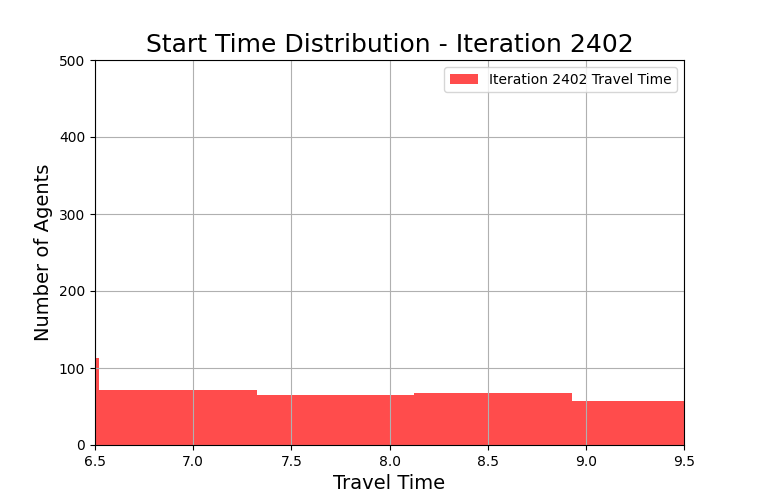 Start Time Distribution - Iteration 2402
Iteration 2402 Travel Time
Number of Agents
500
400
300
200
100
0
6.5 7.0 7.5 8.0 8.5 9.0 9.5
Travel Time